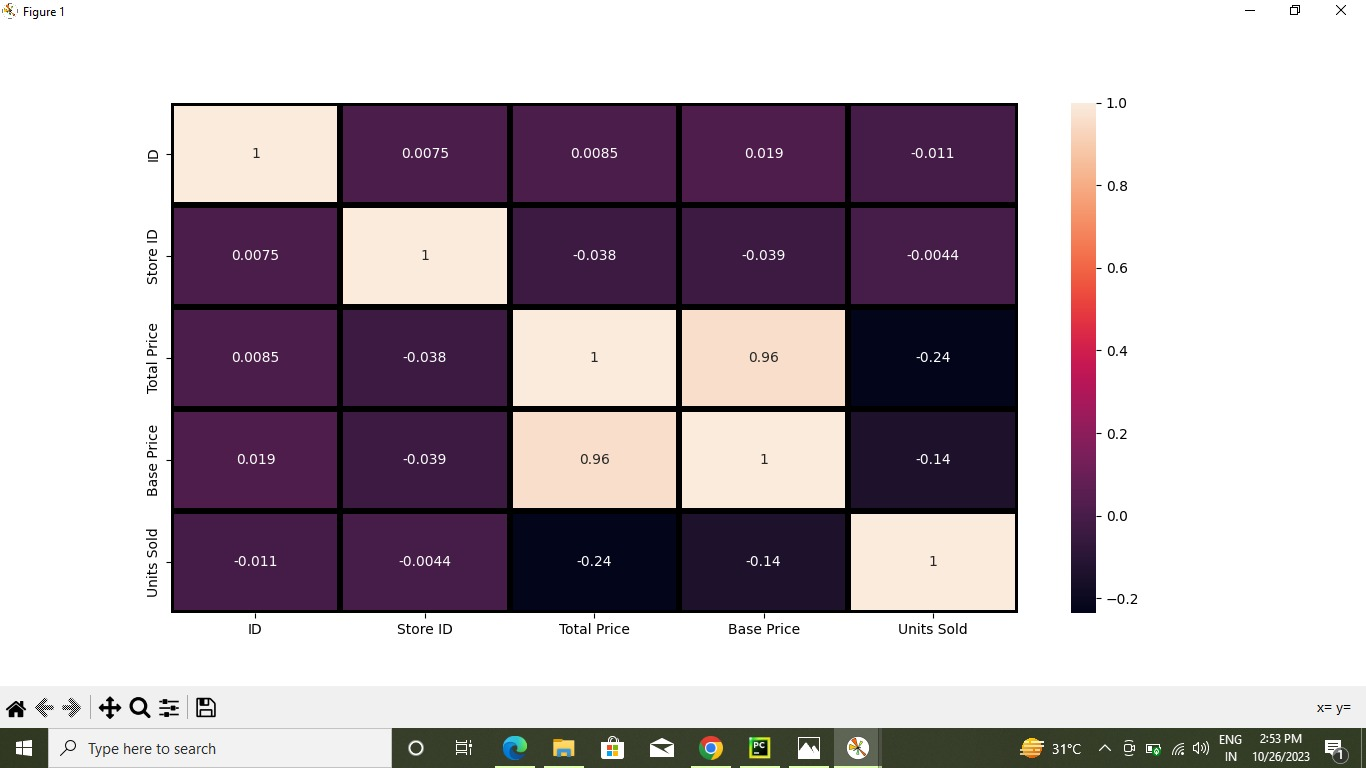 Figure 1
1.0
ID 1 0.0075 0.0085 0.019 -0.011
0.8
Store ID 0.0075 1 -0.038 -0.039 -0.0044
0.6
Total Price 0.0085 -0.038 1 0.96 -0.24
0.4
0.2
Base Price 0.019 -0.039 0.96 1 -0.14
0.0
Units Sold -0.011 -0.0044 -0.24 -0.14 1
−0.2
ID Store ID Total Price Base Price Units Sold
x= y=
Type here to search
PC
31°C
ENG
IN
2:53 PM
10/26/2023
1